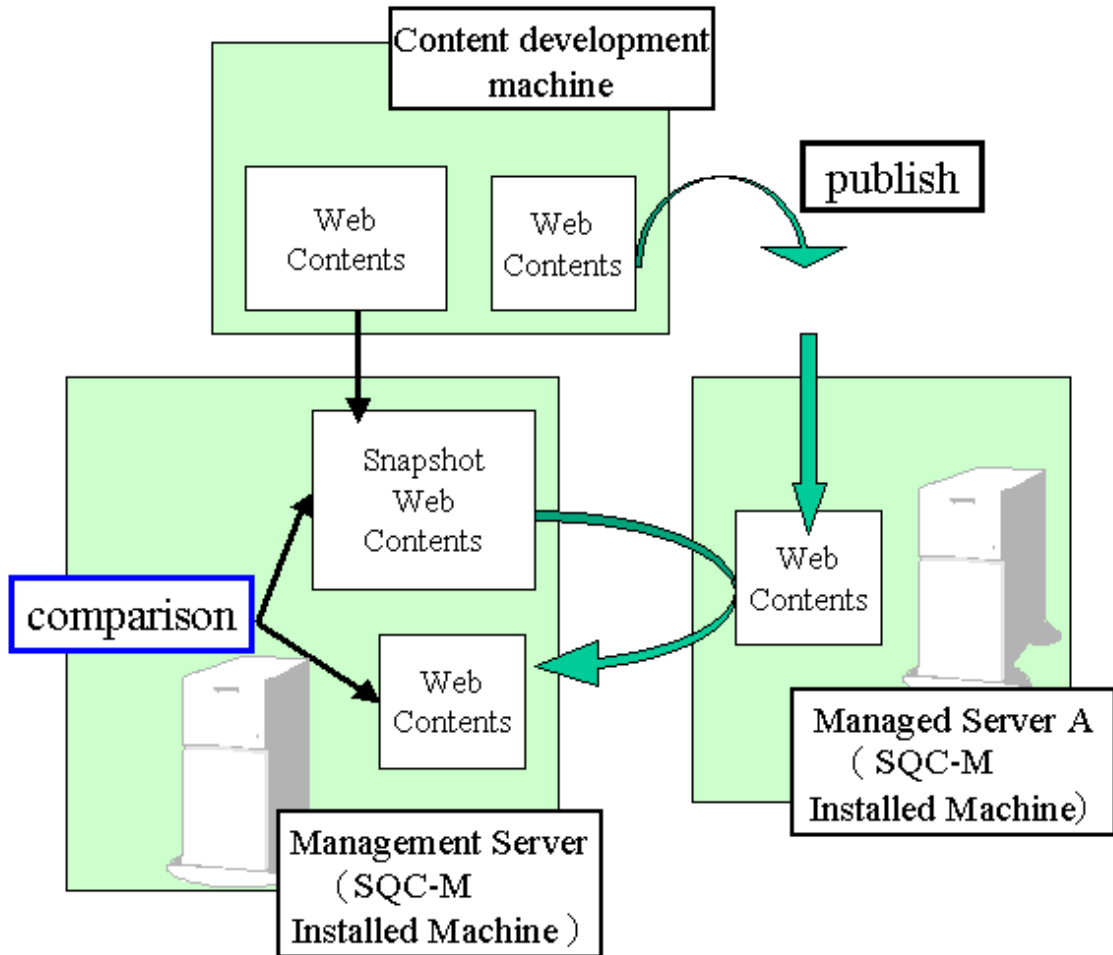 Content development
machine
publish
Web
Contents
Web
Contents
Snapshot
Web
Contents
Web
Contents
comparison
Web
Contents
Managed Server A
（ SQC-M
Installed Machine）
Management Server
（SQC-M
Installed Machine ）